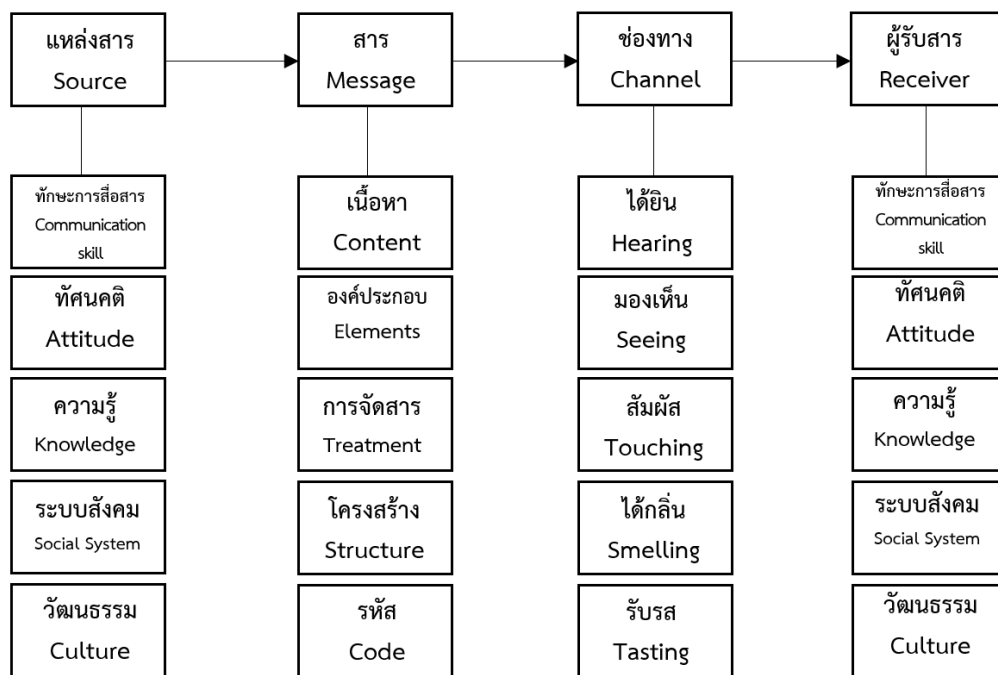 แหล่งสาร
Source
สาร
Message
ช่องทาง
Channel
ผู้รับสาร
Receiver
ทักษะการสื่อสาร
Communication
skill
เนื้อหา
Content
ได้ยิน
Hearing
ทักษะการสื่อสาร
Communication
skill
ทัศนคติ
Attitude
องค์ประกอบ
Elements
มองเห็น
Seeing
ทัศนคติ
Attitude
ความรู้
Knowledge
การจัดสาร
Treatment
สัมผัส
Touching
ความรู้
Knowledge
ระบบสังคม
Social System
โครงสร้าง
Structure
ได้กลิ่น
Smelling
ระบบสังคม
Social System
วัฒนธรรม
Culture
รหัส
Code
รับรส
Tasting
วัฒนธรรม
Culture